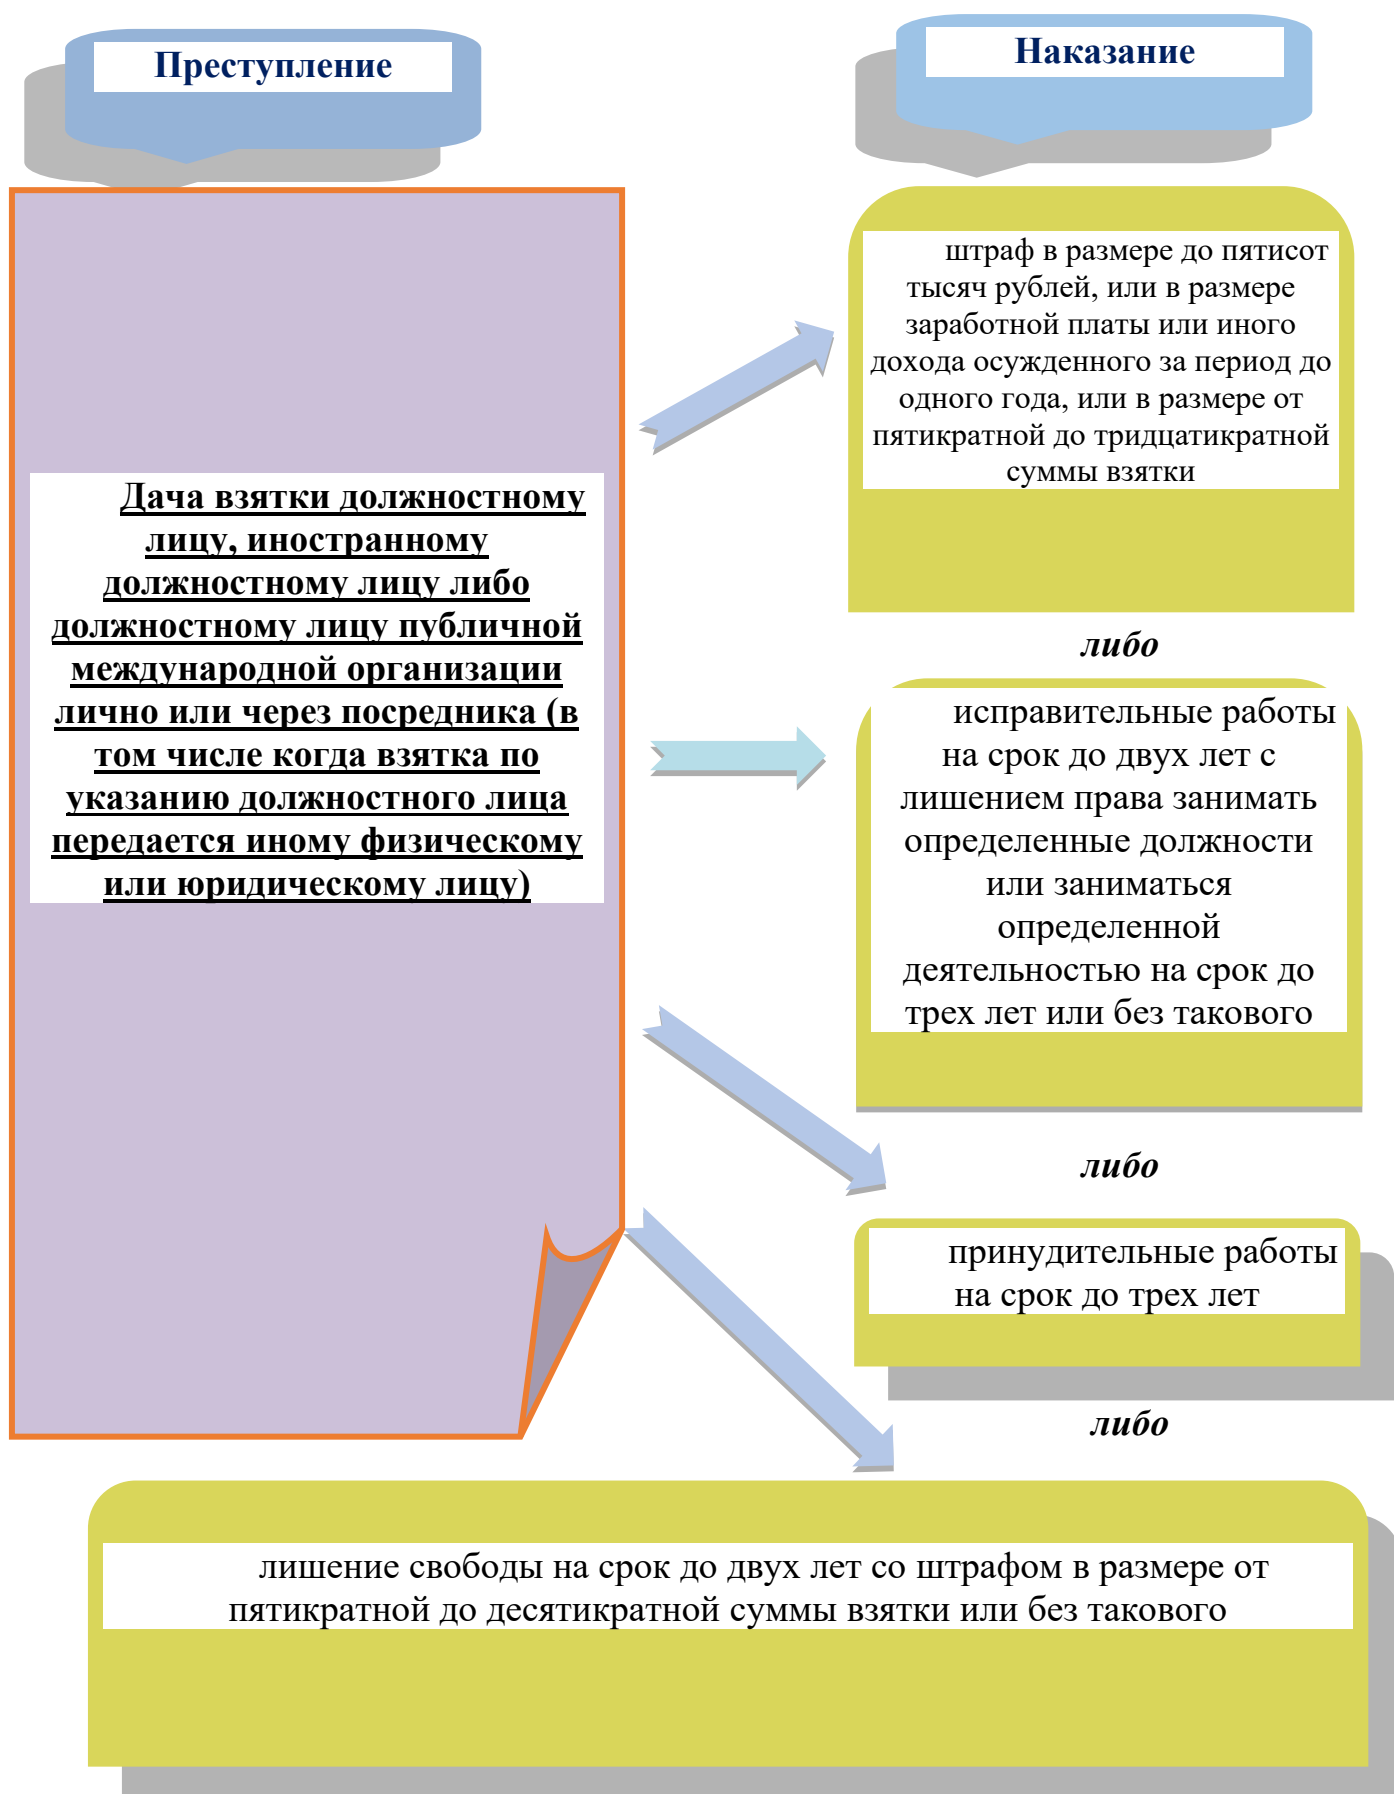 Преступление
Наказание
Дача взятки должностному
лицу, иностранному
должностному лицу либо
должностному лицу публичной
международной организации
лично или через посредника (в
том числе когда взятка по
указанию должностного лица
передается иному физическому
или юридическому лицу)
штраф в размере до пятисот
тысяч рублей, или в размере
заработной платы или иного
дохода осужденного за период до
одного года, или в размере от
пятикратной до тридцатикратной
суммы взятки
либо
исправительные работы
на срок до двух лет с
лишением права занимать
определенные должности
или заниматься
определенной
деятельностью на срок до
трех лет или без такового
либо
принудительные работы
на срок до трех лет
либо
лишение свободы на срок до двух лет со штрафом в размере от
пятикратной до десятикратной суммы взятки или без такового